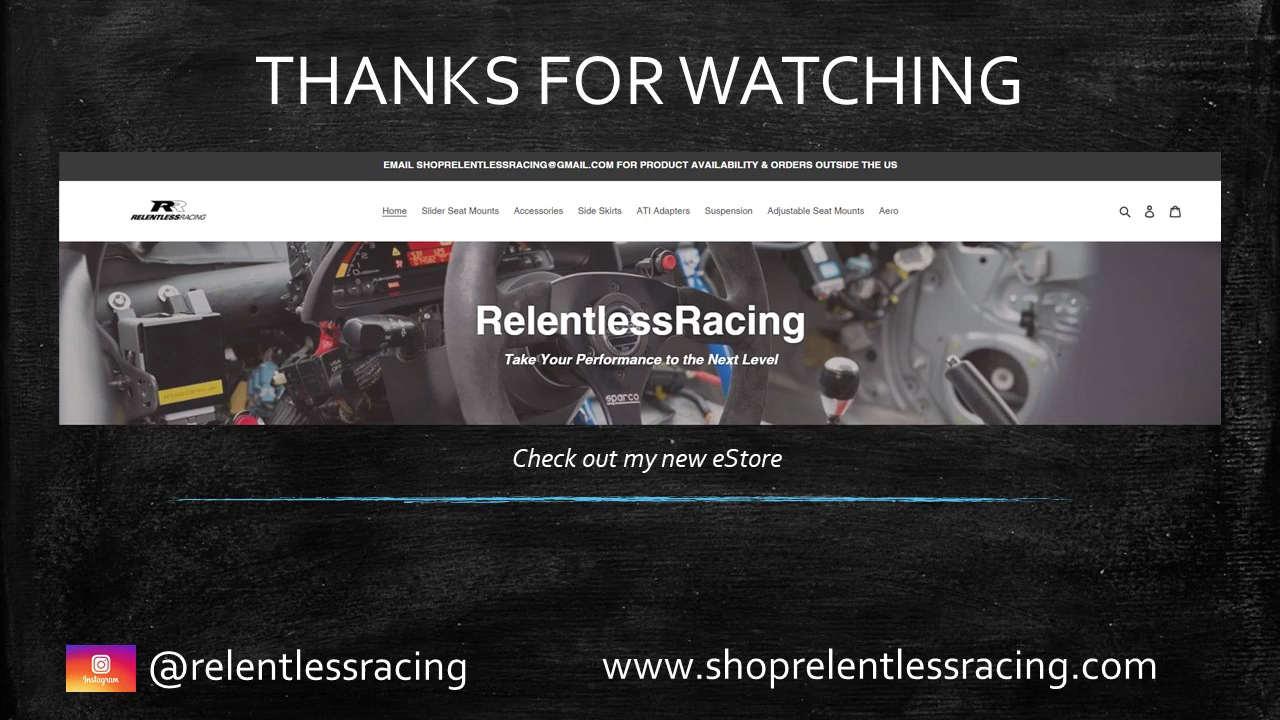 THANKS FOR WATCHING
EMAIL SHOPRELENTLESSRACING@GMAIL.COM FOR PRODUCT AVAILABILITY & ORDERS OUTSIDE THE US
RR
RELENTLESSRACING
Home Slider Seat Mounts Accessories Side Skirts ATI Adapters Suspension Adjustable Seat Mounts Aero
RelentlessRacing
Take Your Performance to the Next Level
sparco
Check out my new eStore
Instagram
@relentlessracing
www.shoprelentlessracing.com